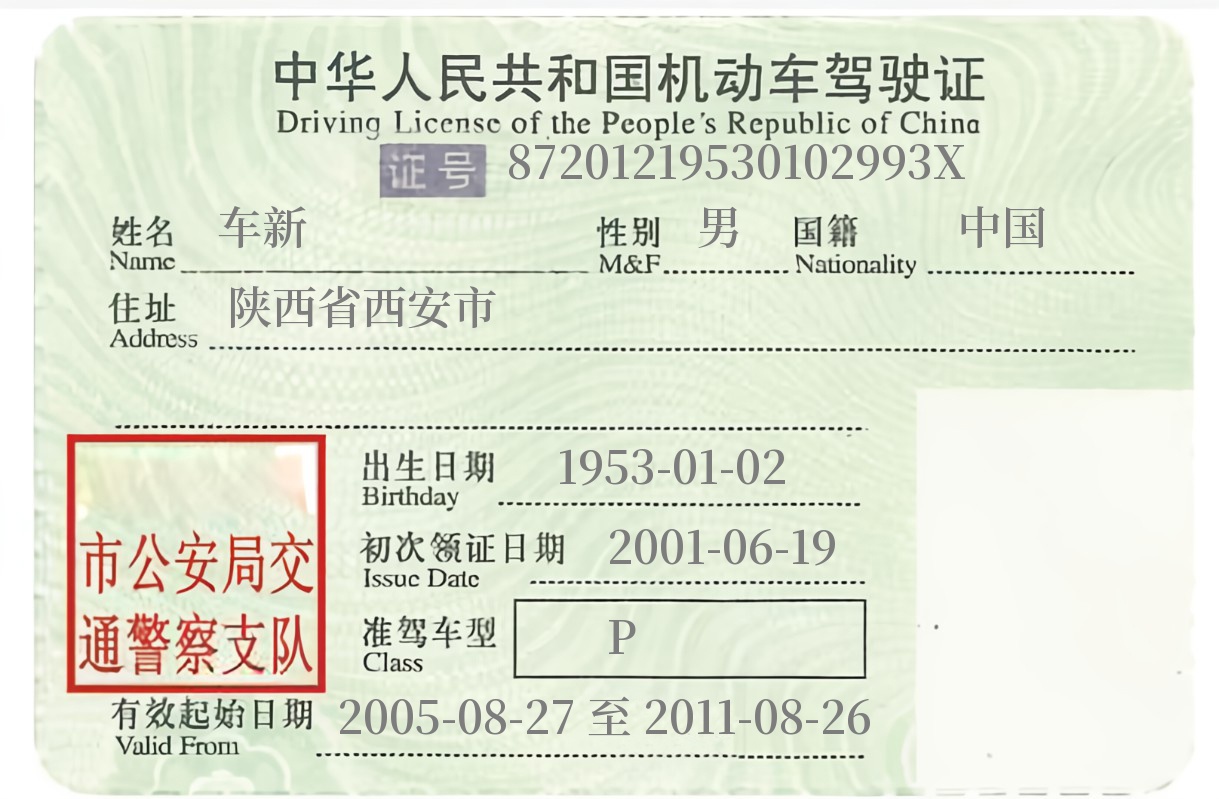 中华人民共和国机动车驾驶证
Driving License of the People's Republic of China
证号 87201219530102993X
姓名 车新 性别 男 国籍 中国
Name M&F Nationality
住址 陕西省西安市
Address
出生日期 1953-01-02
Birthday
市公安局交
通警察支队
初次领证日期 2001-06-19
Issue Date
准驾车型 P
Class
有效起始日期 2005-08-27 至 2011-08-26
Valid From